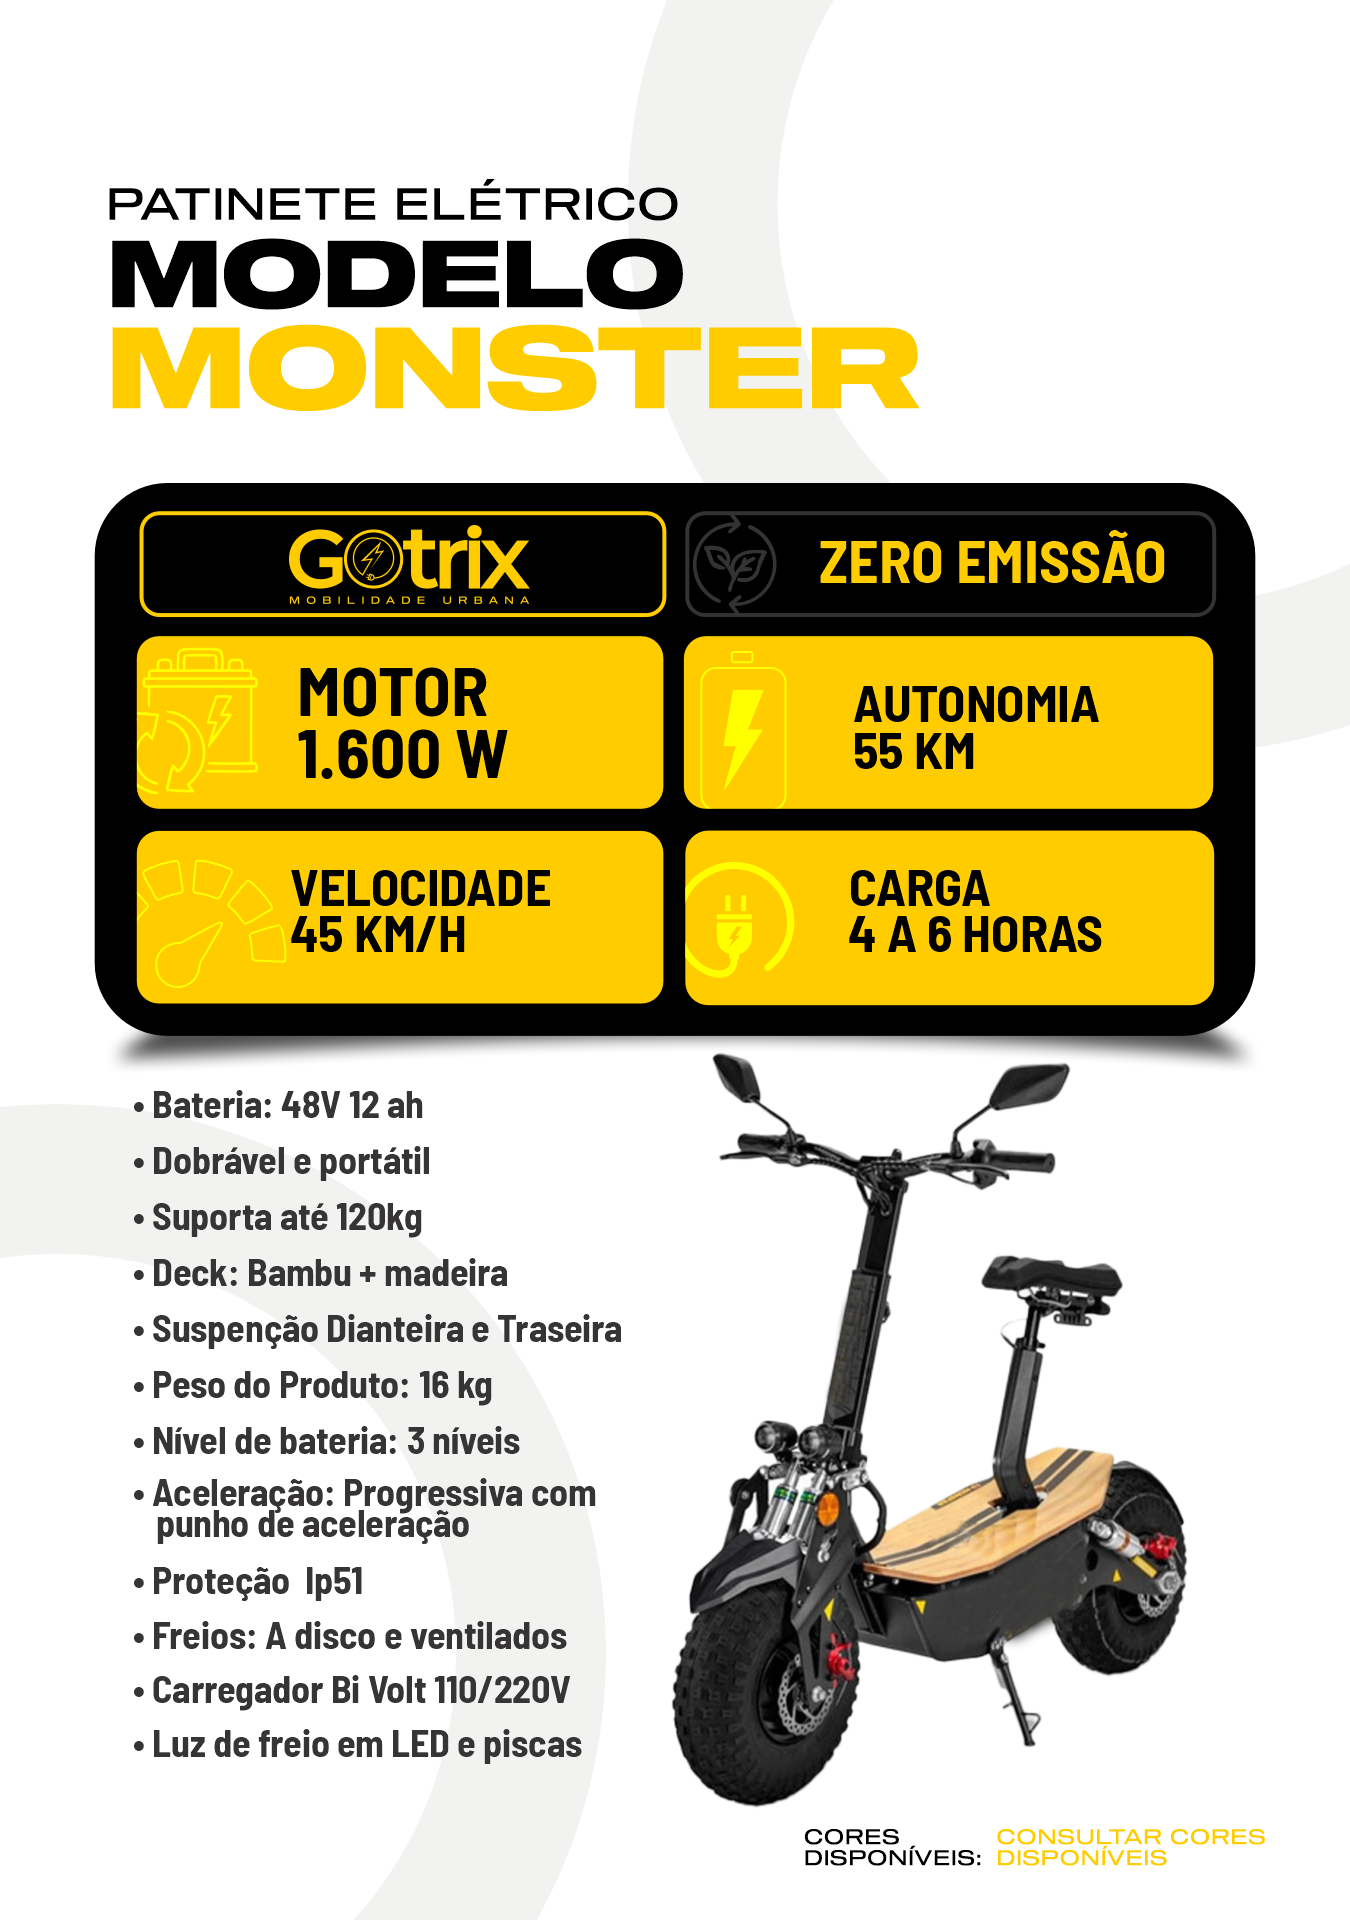 PATINETE ELÉTRICO
MODELO
MONSTER
GOtrix
MOBILIDADE URBANA
ZERO EMISSÃO
MOTOR
1.600 W
AUTONOMIA
55 KM
VELOCIDADE
45 KM/H
CARGA
4 A 6 HORAS
• Bateria: 48V 12 ah
• Dobrável e portátil
• Suporta até 120kg
• Deck: Bambu + madeira
• Suspenção Dianteira e Traseira
• Peso do Produto: 16 kg
• Nível de bateria: 3 níveis
• Aceleração: Progressiva com
punho de aceleração
• Proteção  Ip51
• Freios: A disco e ventilados
• Carregador Bi Volt 110/220V
• Luz de freio em LED e piscas
CORES
DISPONÍVEIS:
CONSULTAR CORES
DISPONÍVEIS